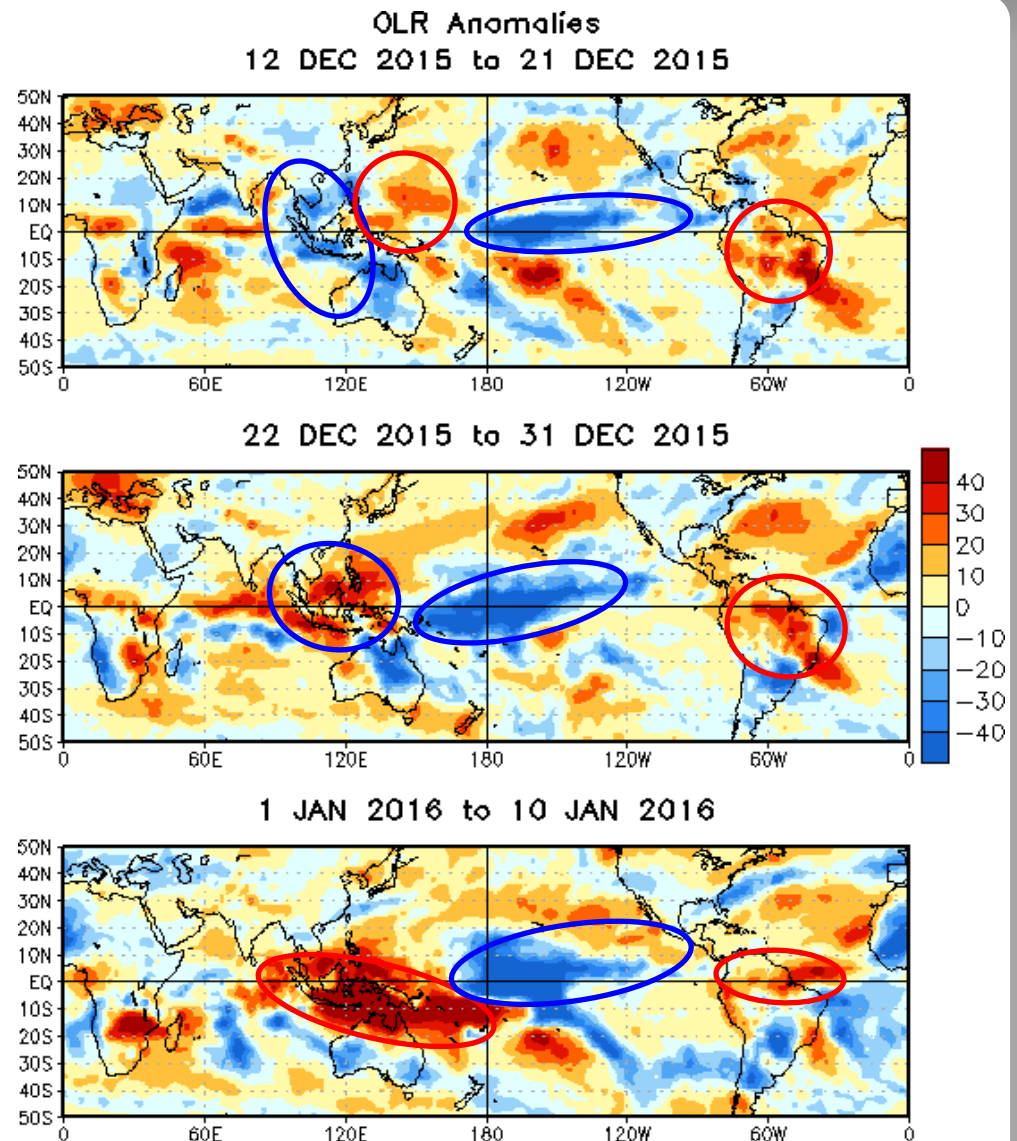 OLR Anomalies
12 DEC 2015 to 21 DEC 2015
50N
40N
30N
20N
10N
EQ
10S
20S
30S
40S
50S
0 60E 120E 180 120W 60W 0
22 DEC 2015 to 31 DEC 2015
50N
40N
30N
20N
10N
EQ
10S
20S
30S
40S
50S
0 60E 120E 180 120W 60W 0
40
30
20
10
0
-10
-20
-30
-40
1 JAN 2016 to 10 JAN 2016
50N
40N
30N
20N
10N
EQ
10S
20S
30S
40S
50S
0 60E 120E 180 120W 60W 0